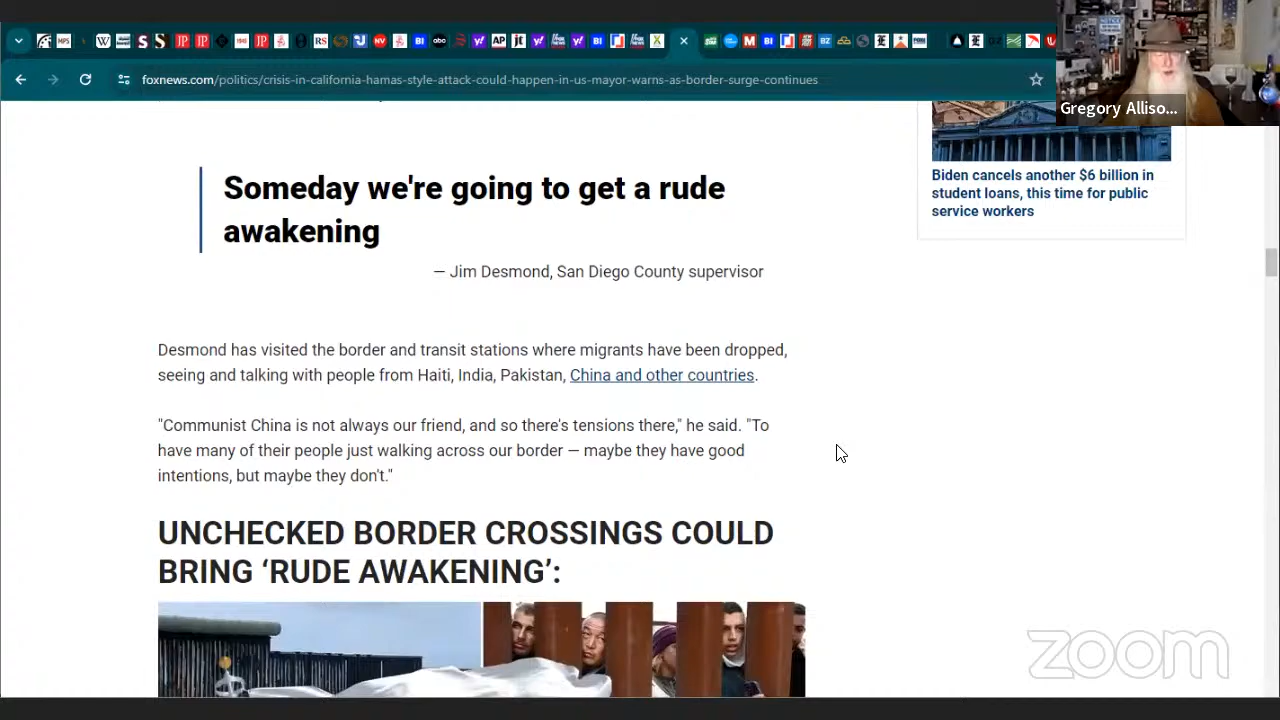 foxnews.com/politics/crisis-in-california-hamas-style-attack-could-happen-in-us-mayor-warns-as-border-surge-continues
Gregory Alliso...
Someday we're going to get a rude
awakening
— Jim Desmond, San Diego County supervisor
Biden cancels another $6 billion in
student loans, this time for public
service workers
Desmond has visited the border and transit stations where migrants have been dropped,
seeing and talking with people from Haiti, India, Pakistan, China and other countries.
"Communist China is not always our friend, and so there's tensions there," he said. "To
have many of their people just walking across our border — maybe they have good
intentions, but maybe they don't."
UNCHECKED BORDER CROSSINGS COULD
BRING ‘RUDE AWAKENING’:
zoom